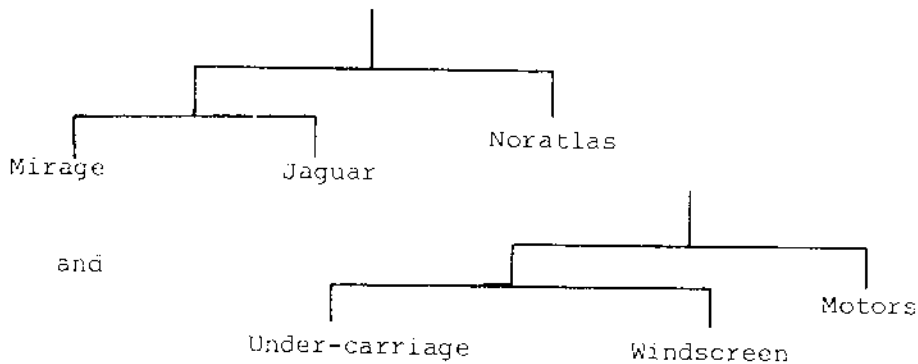 Noratlas
Mirage Jaguar
and
Motors
Under-carriage Windscreen